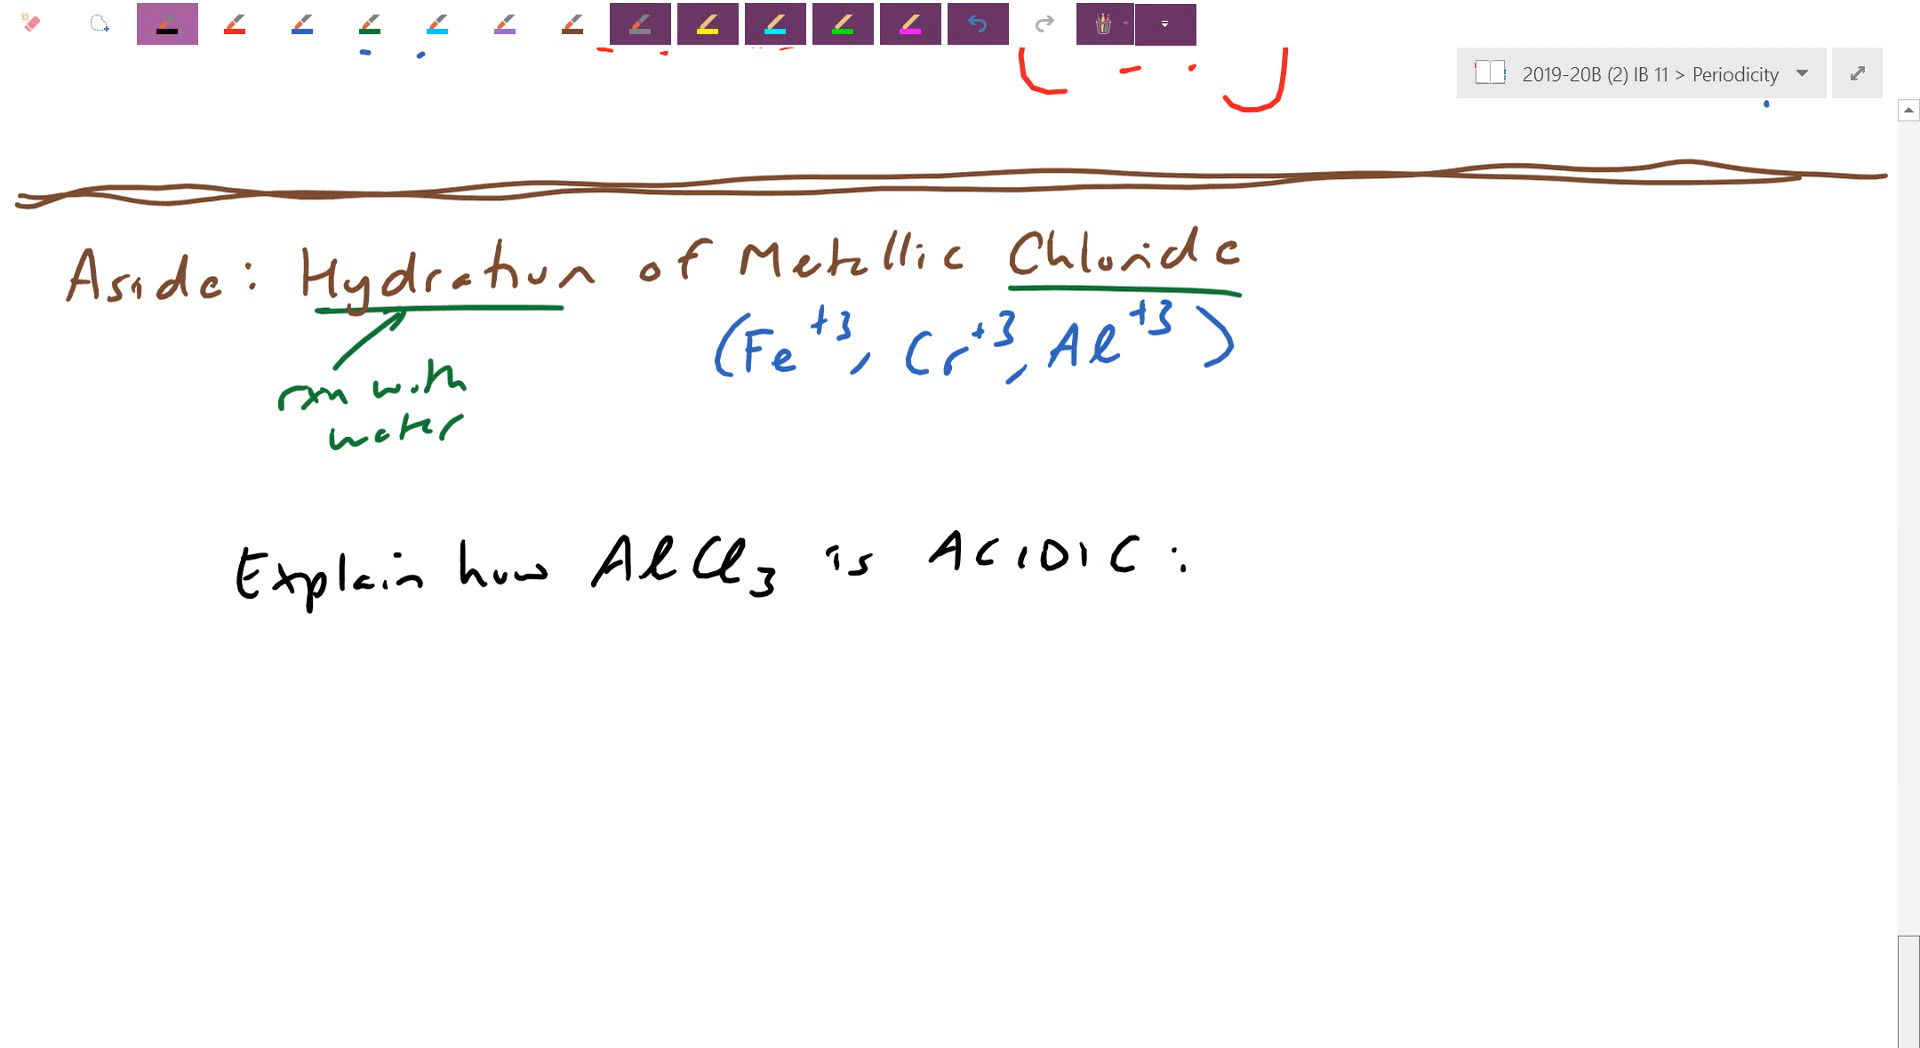 2019-20B (2) IB 11 > Periodicity
Aside: Hydration of Metallic Chloride
(Fe⁺³, Cr⁺³, Al⁺³)
rxn with
water
Explain how AlCl₃ is ACIDIC: